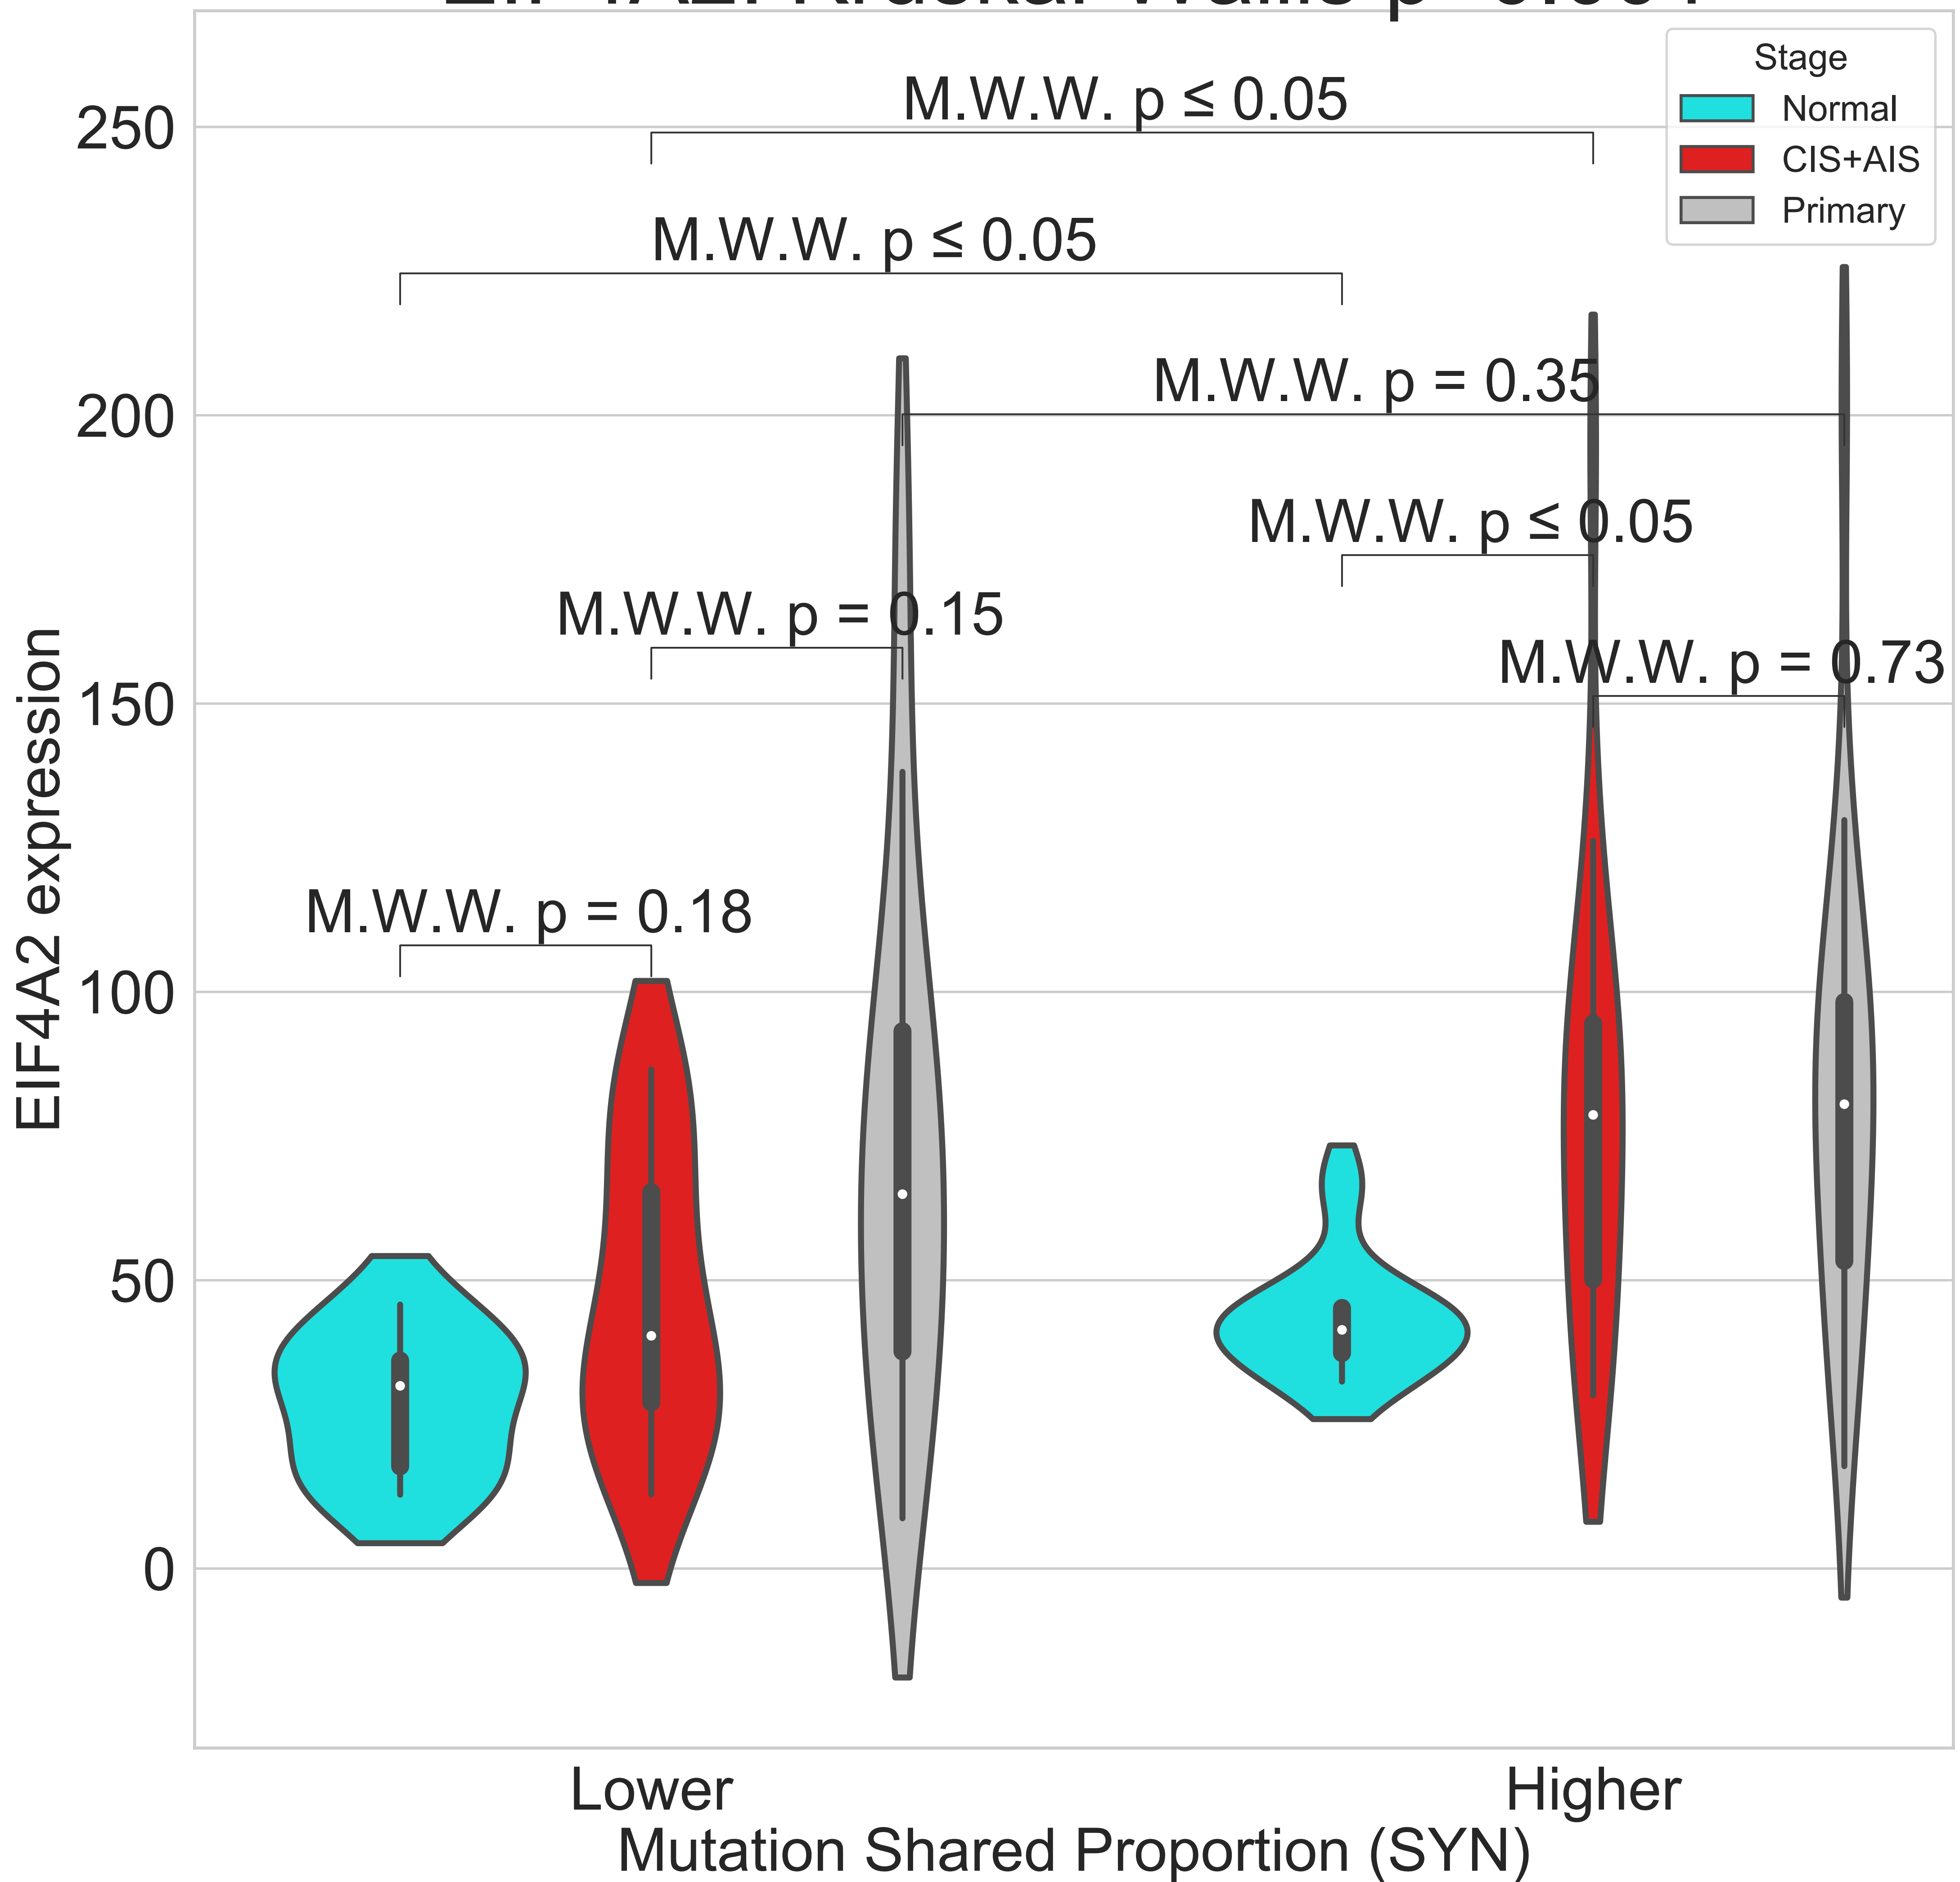 Stage
Normal
CIS+AIS
Primary
M.W.W. p ≤ 0.05
M.W.W. p ≤ 0.05
M.W.W. p = 0.35
M.W.W. p ≤ 0.05
M.W.W. p = 0.15
M.W.W. p = 0.73
M.W.W. p = 0.18
250
200
150
100
50
0
EIF4A2 expression
Lower
Higher
Mutation Shared Proportion (SYN)